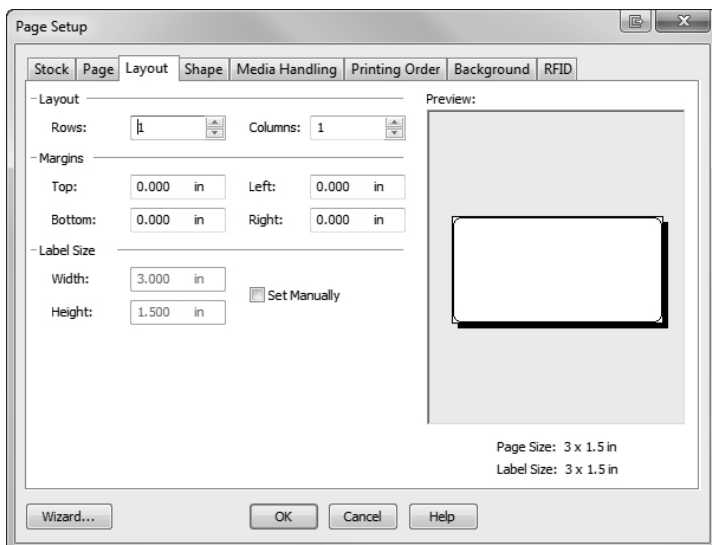 Page Setup
Stock Page Layout Shape Media Handling Printing Order Background RFID
Layout
Preview:
Rows: 1 Columns: 1
Margins
Top: 0.000 in Left: 0.000 in
Bottom: 0.000 in Right: 0.000 in
Label Size
Width: 3.000 in
Set Manually
Height: 1.500 in
Page Size: 3 x 1.5 in
Label Size: 3 x 1.5 in
Wizard... OK Cancel Help